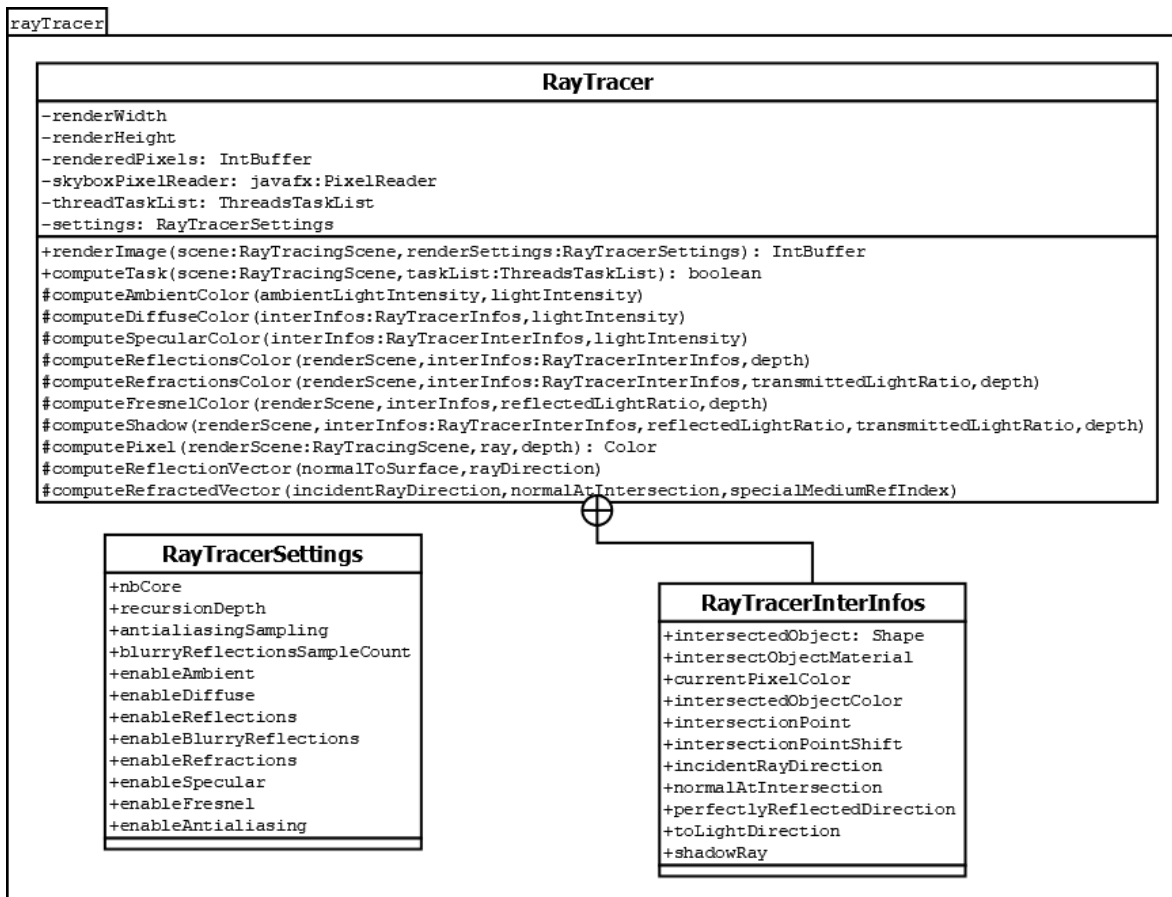 rayTracer
RayTracer
-renderWidth
-renderHeight
-renderedPixels: IntBuffer
-skyboxPixelReader: javafx:PixelReader
-threadTaskList: ThreadsTaskList
-settings: RayTracerSettings
+renderImage(scene:RayTracingScene,renderSettings:RayTracerSettings): IntBuffer
+computeTask(scene:RayTracingScene,taskList:ThreadsTaskList): boolean
#computeAmbientColor(ambientLightIntensity,lightIntensity)
#computeDiffuseColor(interInfos:RayTracerInfos,lightIntensity)
#computeSpecularColor(interInfos:RayTracerInterInfos,lightIntensity)
#computeReflectionsColor(renderScene,interInfos:RayTracerInterInfos,depth)
#computeRefractionsColor(renderScene,interInfos:RayTracerInterInfos,transmittedLightRatio,depth)
#computeFresnelColor(renderScene,interInfos,reflectedLightRatio,depth)
#computeShadow(renderScene,interInfos:RayTracerInterInfos,reflectedLightRatio,transmittedLightRatio,depth)
#computePixel(renderScene:RayTracingScene,ray,depth): Color
#computeReflectionVector(normalToSurface,rayDirection)
#computeRefractedVector(incidentRayDirection,normalAtIntersection,specialMediumRefIndex)
RayTracerSettings
+nbCore
+recursionDepth
+antialiasingSampling
+blurryReflectionsSampleCount
+enableAmbient
+enableDiffuse
+enableReflections
+enableBlurryReflections
+enableRefractions
+enableSpecular
+enableFresnel
+enableAntialiasing
RayTracerInterInfos
+intersectedObject: Shape
+intersectObjectMaterial
+currentPixelColor
+intersectedObjectColor
+intersectionPoint
+intersectionPointShift
+incidentRayDirection
+normalAtIntersection
+perfectlyReflectedDirection
+toLightDirection
+shadowRay